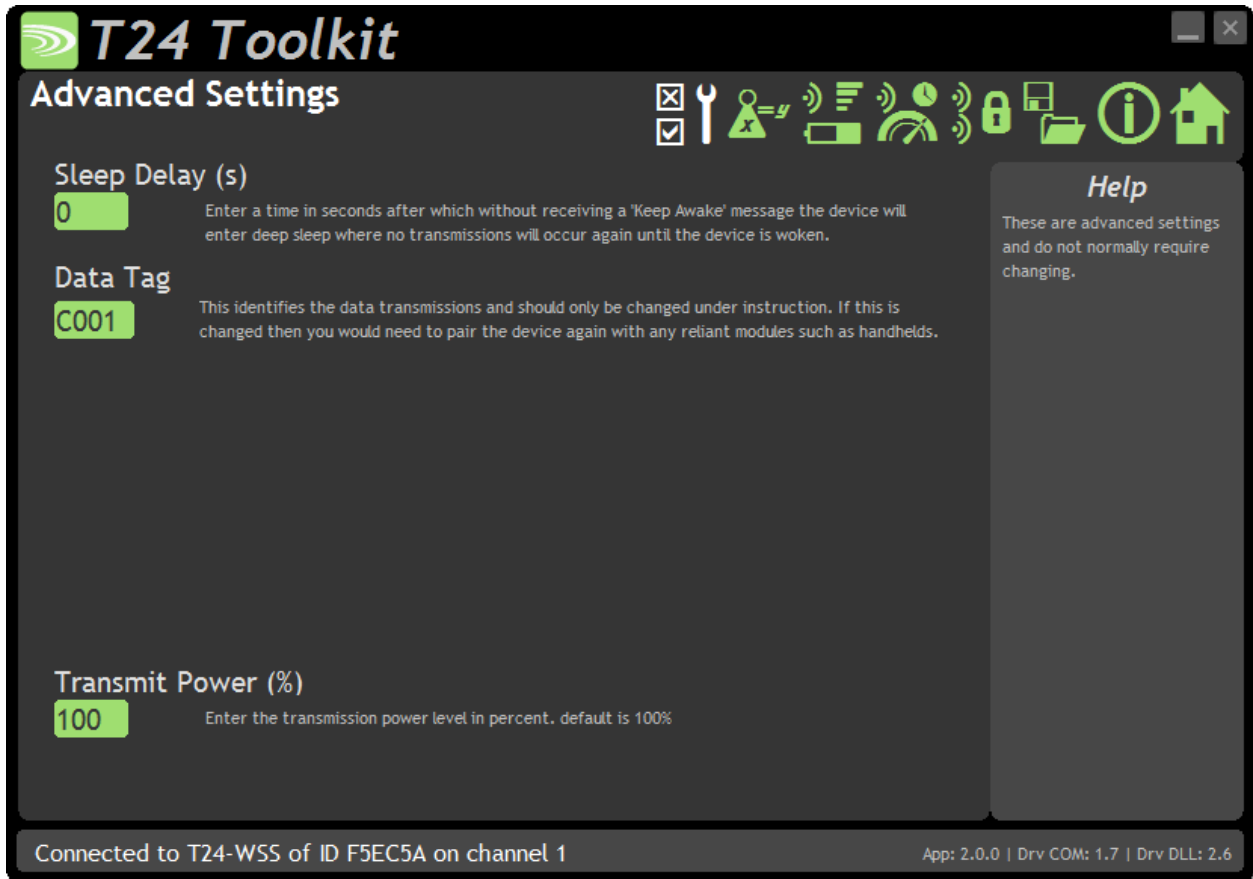 T24 Toolkit
Advanced Settings
x=y
Sleep Delay (s)
0
Enter a time in seconds after which without receiving a 'Keep Awake' message the device will
enter deep sleep where no transmissions will occur again until the device is woken.
Data Tag
C001
This identifies the data transmissions and should only be changed under instruction. If this is
changed then you would need to pair the device again with any reliant modules such as handhelds.
Transmit Power (%)
100
Enter the transmission power level in percent. default is 100%
Help
These are advanced settings
and do not normally require
changing.
Connected to T24-WSS of ID F5EC5A on channel 1
App: 2.0.0 | Drv COM: 1.7 | Drv DLL: 2.6